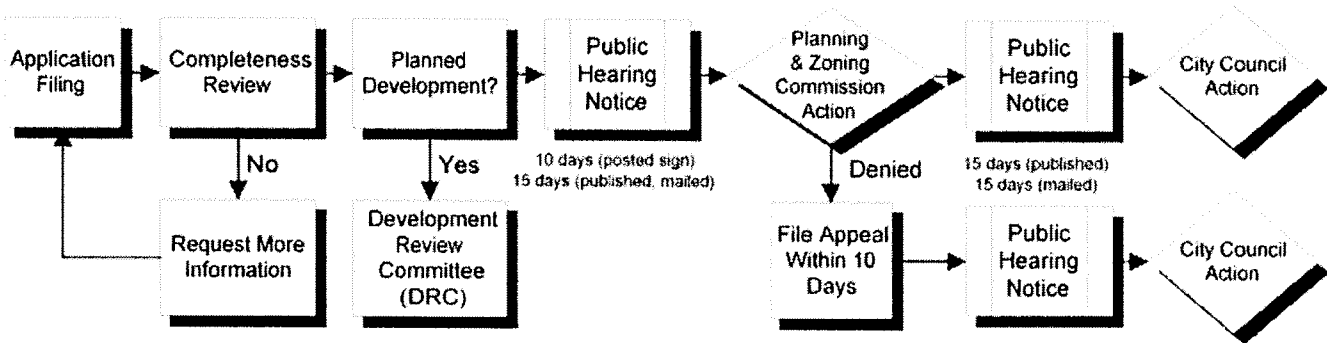 Application
Filing
Completeness
Review
Planned
Development?
Public
Hearing
Notice
Planning
& Zoning
Commission
Action
Public
Hearing
Notice
City Council
Action
10 days (posted sign)
15 days (published, mailed)
15 days (published)
15 days (mailed)
No
Yes
Denied
Request More
Information
Development
Review
Committee
(DRC)
File Appeal
Within 10
Days
Public
Hearing
Notice
City Council
Action